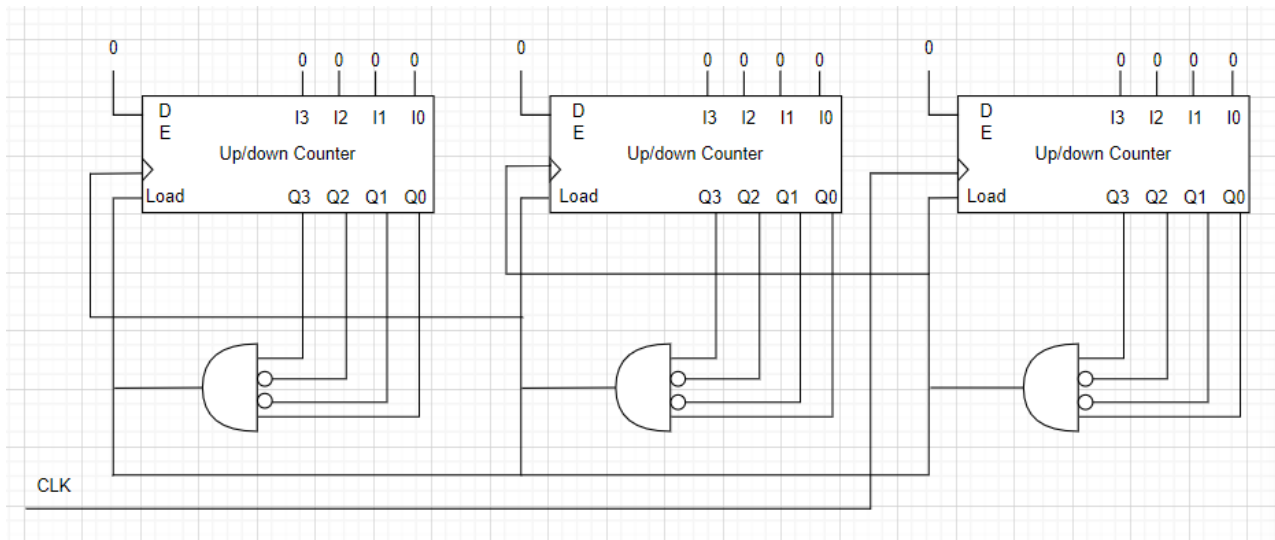 0 0 0
0 0 0 0 0 0 0 0 0 0 0 0
D I3 I2 I1 I0 D I3 I2 I1 I0 D I3 I2 I1 I0
E E E
Up/down Counter Up/down Counter Up/down Counter
Load Q3 Q2 Q1 Q0 Load Q3 Q2 Q1 Q0 Load Q3 Q2 Q1 Q0
CLK